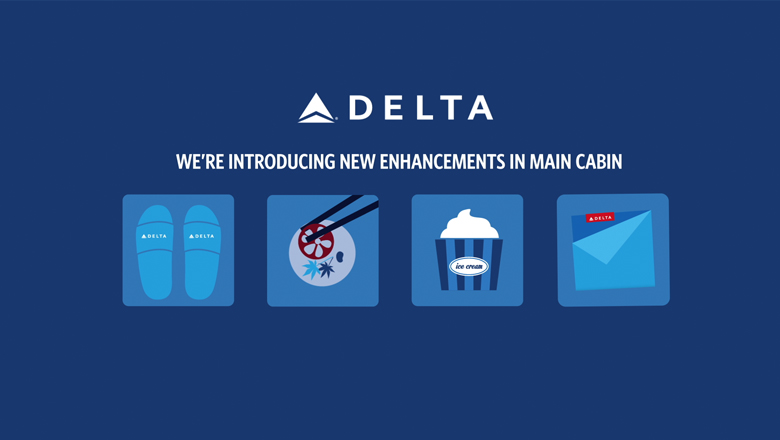 DELTA
WE'RE INTRODUCING NEW ENHANCEMENTS IN MAIN CABIN
DELTA
DELTA
ice cream
DELTA